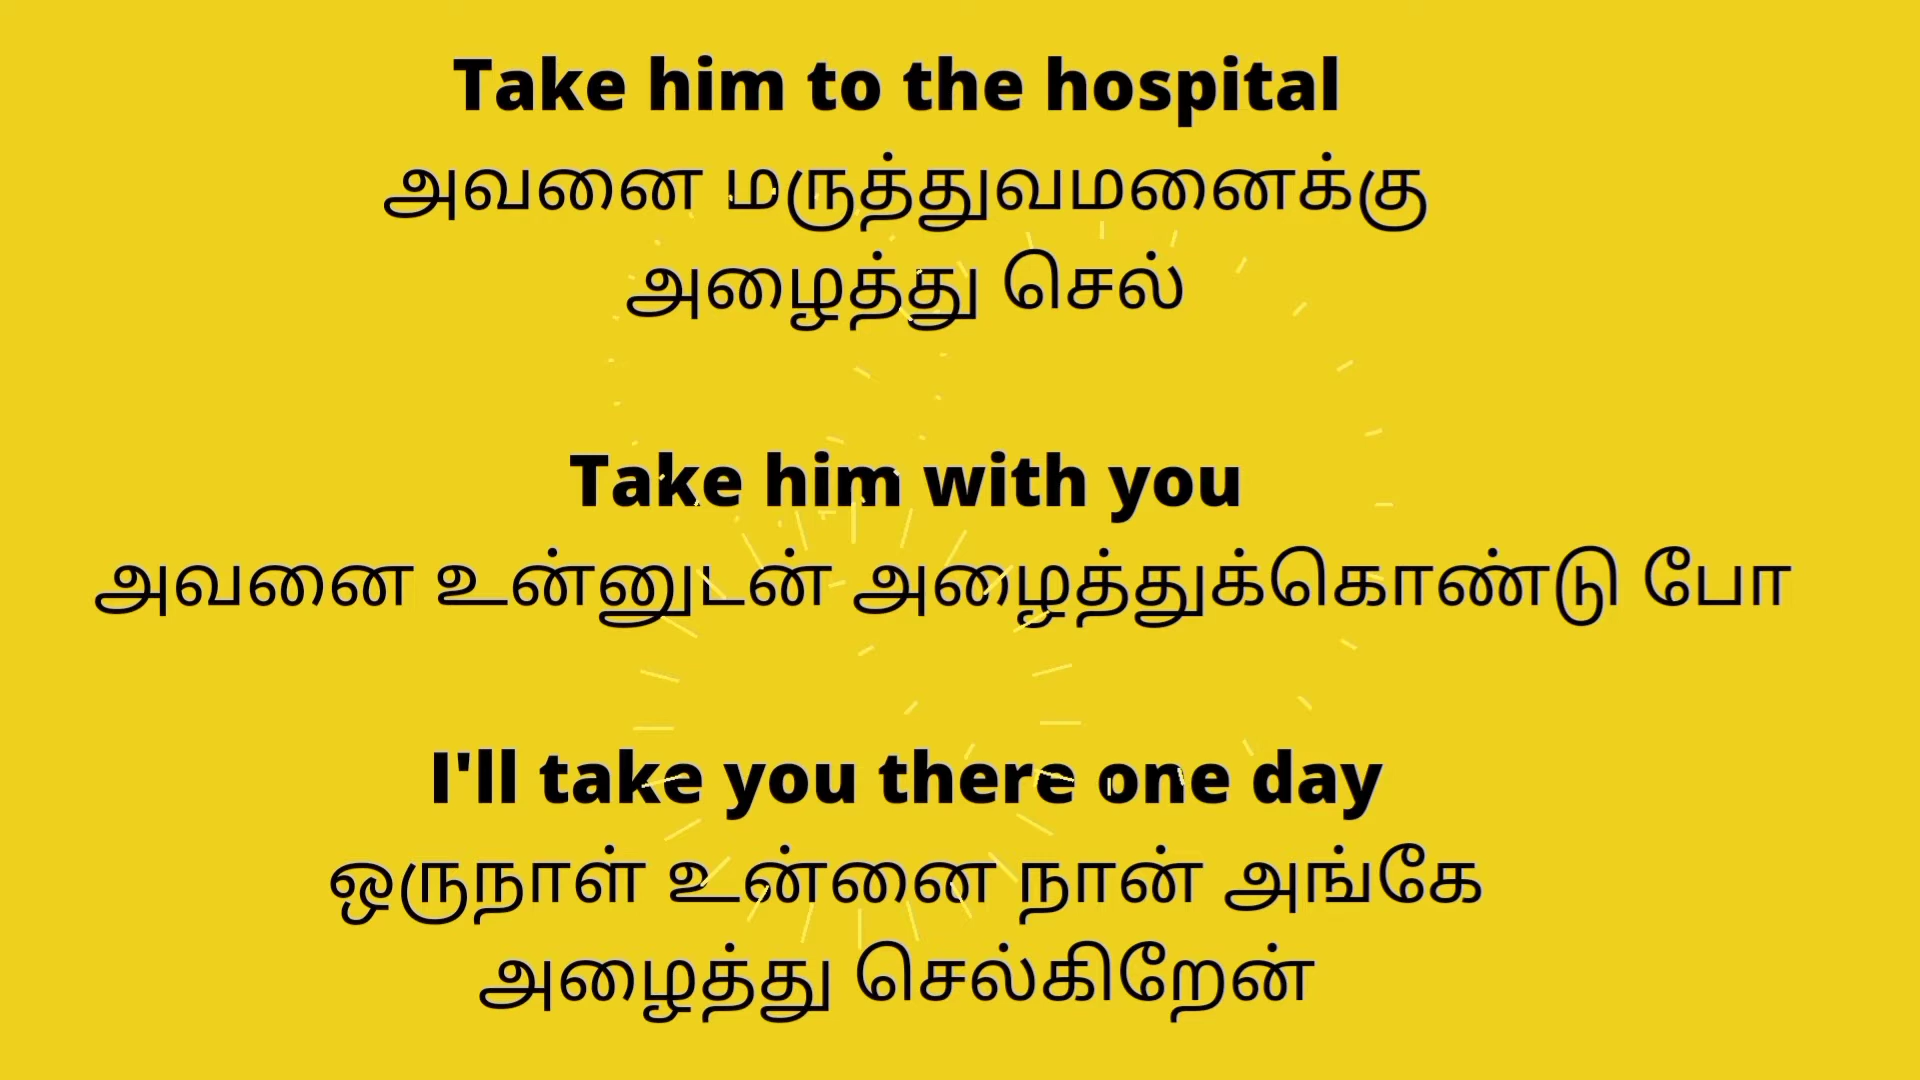 Take him to the hospital
அவனை மருத்துவமனைக்கு
அழைத்து செல்
Take him with you
அவனை உன்னுடன் அழைத்துக்கொண்டு போ
I'll take you there one day
ஒருநாள் உன்னை நான் அங்கே
அழைத்து செல்கிறேன்